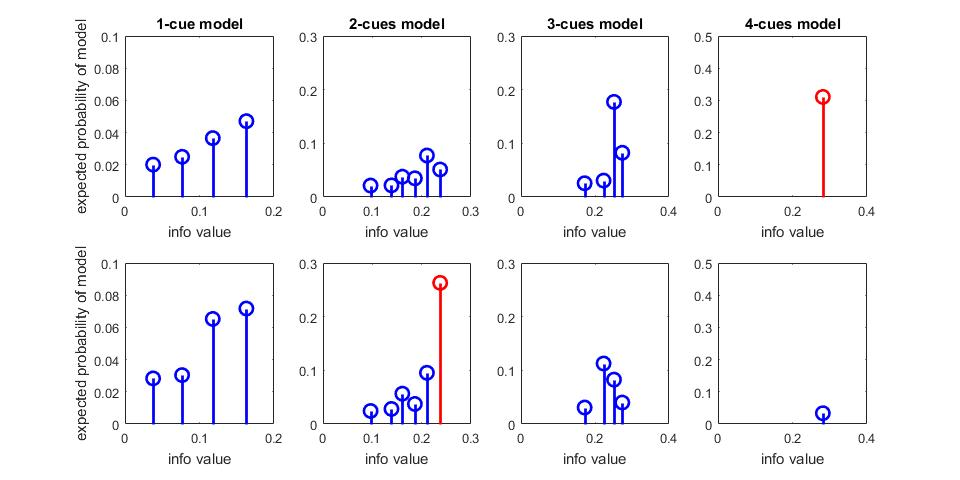 1-cue model 2-cues model 3-cues model 4-cues model
expected probability of model
0.1 0.3 0.3 0.5
0.08 0.4
0.2 0.2
0.06 0.3
0.04 0.2
0.1 0.1
0.02 0.1
0 0 0 0
0 0.1 0.2 0 0.1 0.2 0.3 0 0.2 0.4 0 0.2 0.4
info value info value info value info value
expected probability of model
0.1 0.3 0.3 0.5
0.08 0.4
0.2 0.2
0.06 0.3
0.04 0.2
0.1 0.1
0.02 0.1
0 0 0 0
0 0.1 0.2 0 0.1 0.2 0.3 0 0.2 0.4 0 0.2 0.4
info value info value info value info value